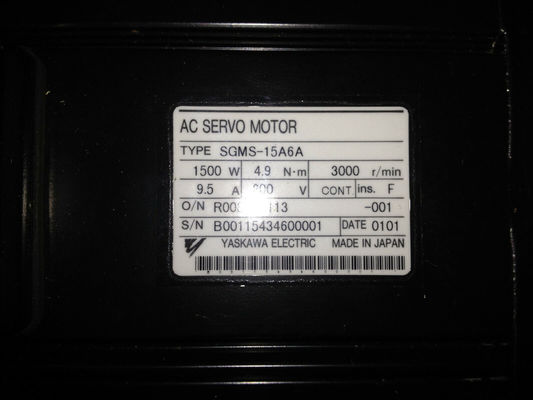 AC SERVO MOTOR
TYPE SGMS-15A6A
1500 W 4.9 N·m 3000 r/min
9.5 A V CONT ins. F
O/N -001
S/N B00115434600001 DATE 0101
YASKAWA ELECTRIC MADE IN JAPAN